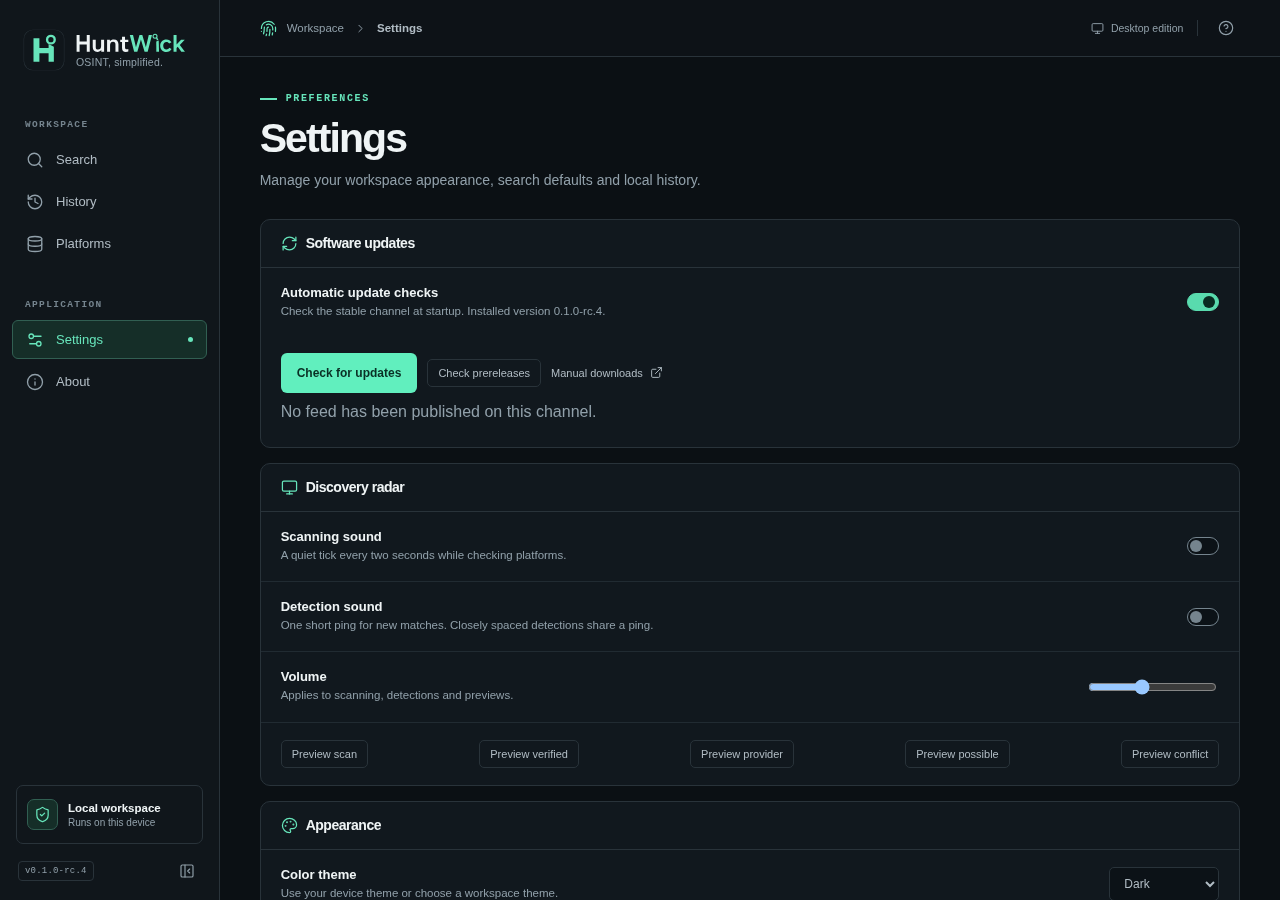 HuntWick
OSINT, simplified.
WORKSPACE
Search
History
Platforms
APPLICATION
Settings
About
Local workspace
Runs on this device
v0.1.0-rc.4
Workspace
Settings
Desktop edition
PREFERENCES
Settings
Manage your workspace appearance, search defaults and local history.
Software updates
Automatic update checks
Check the stable channel at startup. Installed version 0.1.0-rc.4.
Check for updates
Check prereleases
Manual downloads
No feed has been published on this channel.
Discovery radar
Scanning sound
A quiet tick every two seconds while checking platforms.
Detection sound
One short ping for new matches. Closely spaced detections share a ping.
Volume
Applies to scanning, detections and previews.
Preview scan
Preview verified
Preview provider
Preview possible
Preview conflict
Appearance
Color theme
Use your device theme or choose a workspace theme.
Dark